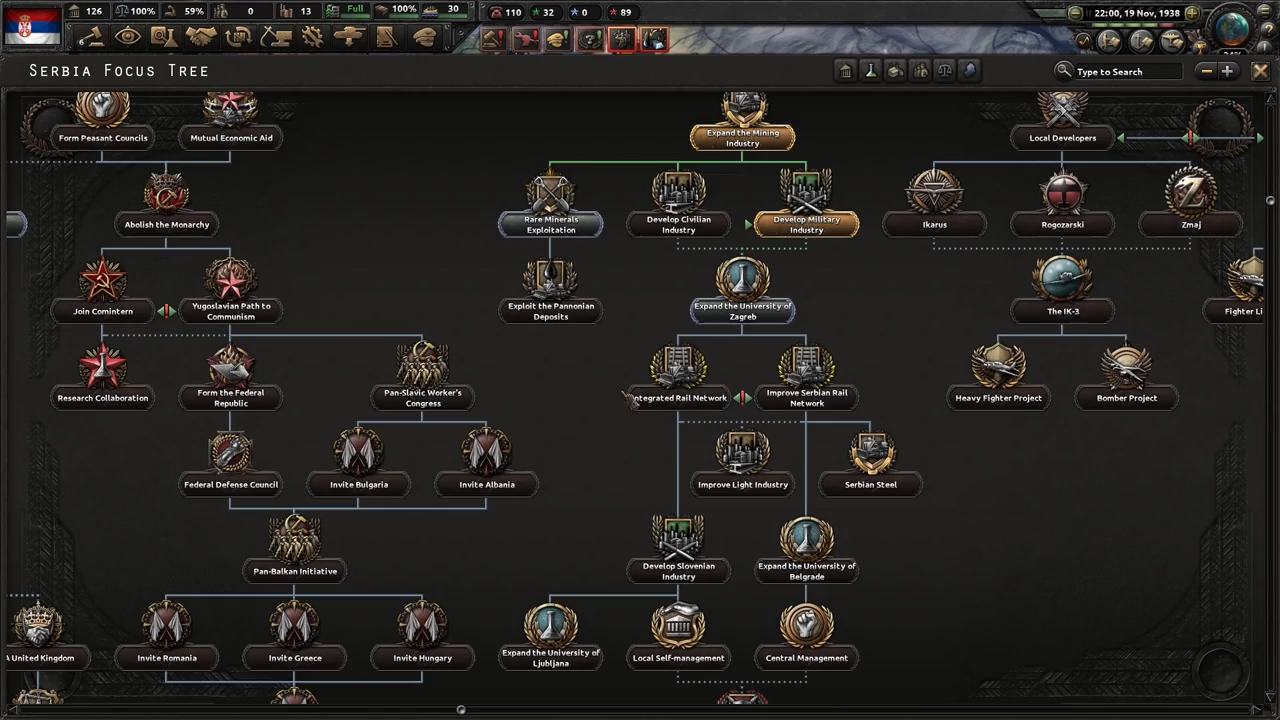 126
100%
59%
0
13
Full
100%
30
110
32
0
89
22:00, 19 Nov, 1938
Serbia Focus Tree
Type to Search
Form Peasant Councils
Mutual Economic Aid
Expand the Mining
Industry
Local Developers
Abolish the Monarchy
Rare Minerals
Exploitation
Develop Civilian
Industry
Develop Military
Industry
Ikarus
Rogozarski
Zmaj
Join Comintern
Yugoslavian Path to
Communism
Exploit the Pannonian
Deposits
Expand the University of
Zagreb
The IK-3
Fighter Li
Research Collaboration
Form the Federal
Republic
Pan-Slavic Worker's
Congress
Integrated Rail Network
Improve Serbian Rail
Network
Heavy Fighter Project
Bomber Project
Federal Defense Council
Invite Bulgaria
Invite Albania
Improve Light Industry
Serbian Steel
Pan-Balkan Initiative
Develop Slovenian
Industry
Expand the University of
Belgrade
A United Kingdom
Invite Romania
Invite Greece
Invite Hungary
Expand the University of
Ljubljana
Local Self-management
Central Management